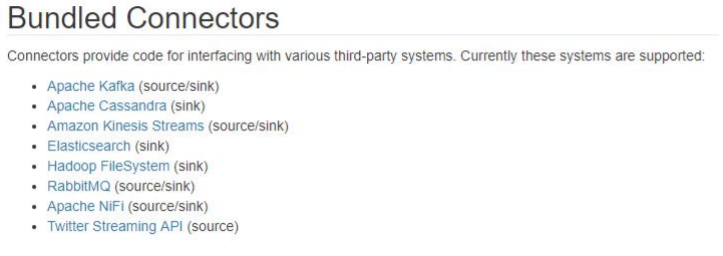 Bundled Connectors
Connectors provide code for interfacing with various third-party systems. Currently these systems are supported:
• Apache Kafka (source/sink)
• Apache Cassandra (sink)
• Amazon Kinesis Streams (source/sink)
• Elasticsearch (sink)
• Hadoop FileSystem (sink)
• RabbitMQ (source/sink)
• Apache NiFi (source/sink)
• Twitter Streaming API (source)